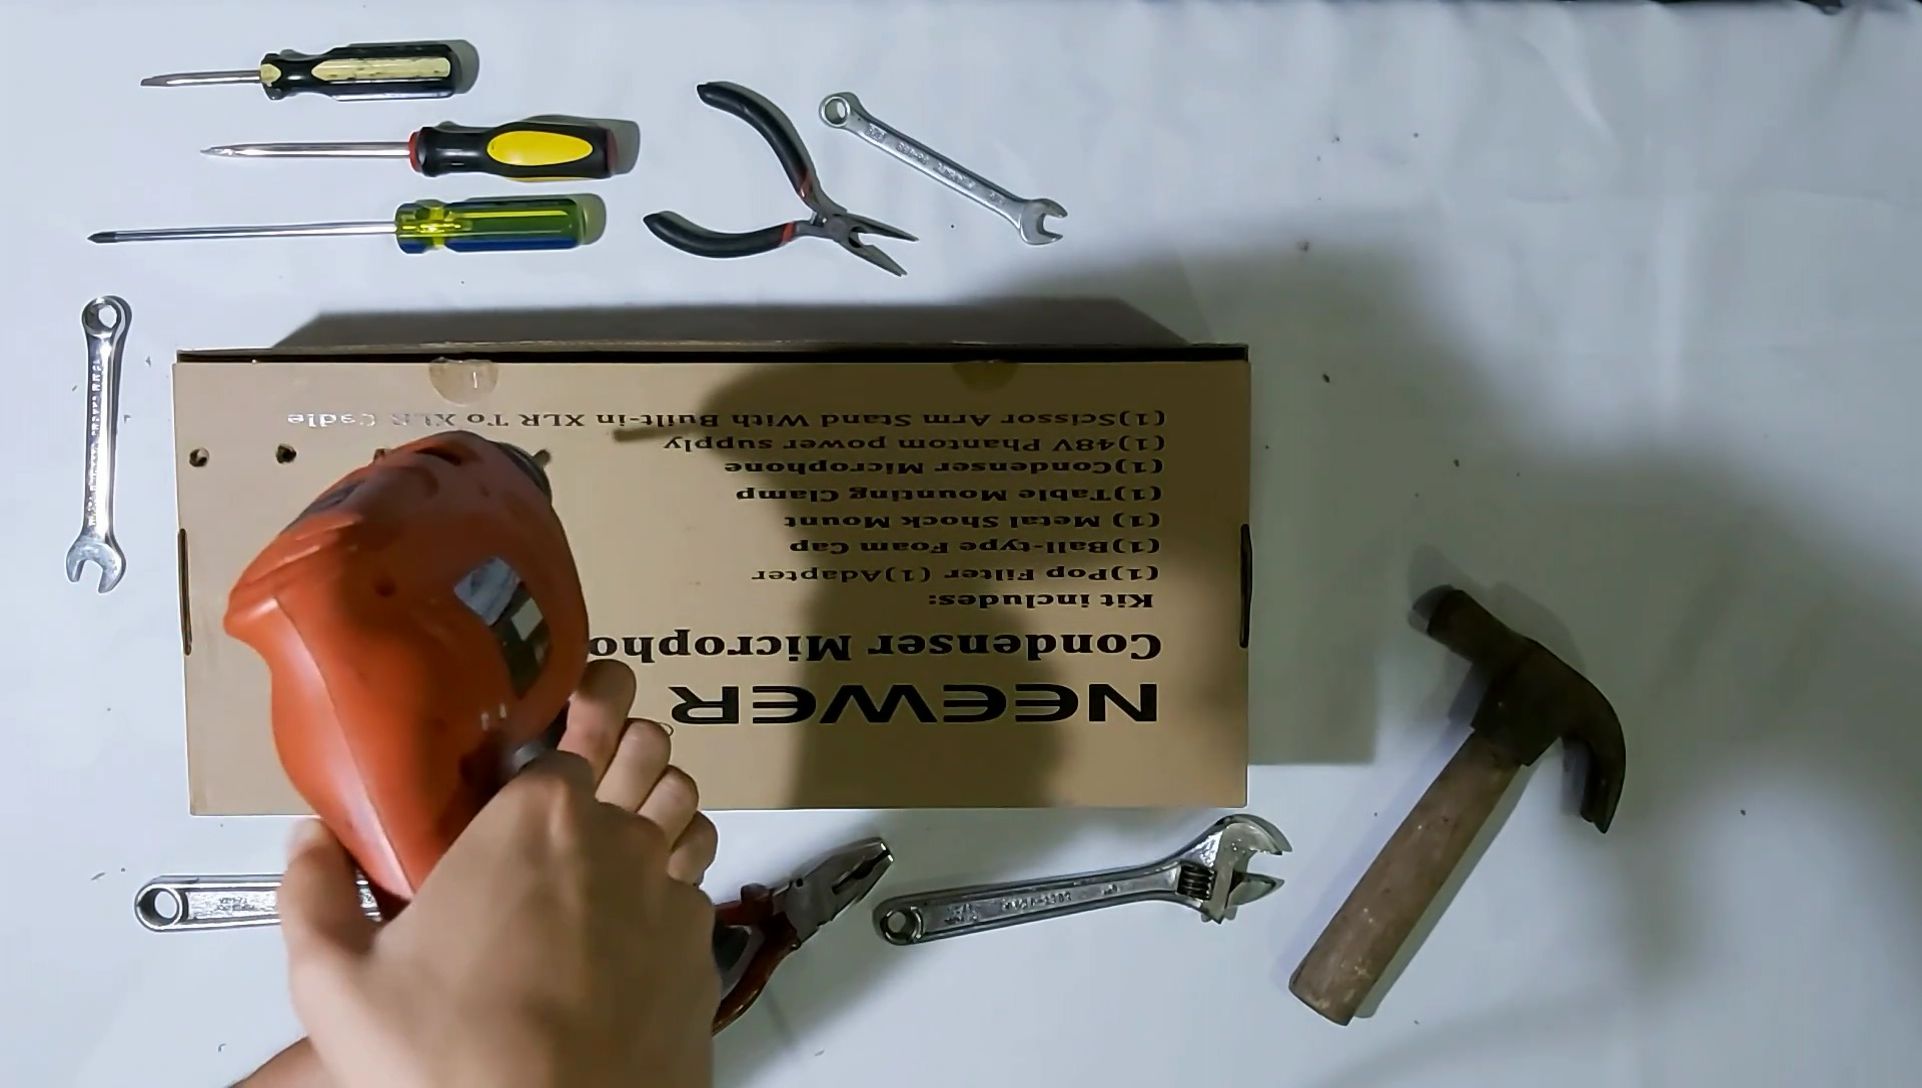 NEEWER
Condenser Micropho
Kit includes:
(1)Pop Filter (1)Adapter
(1)Ball-type Foam Cap
(1) Metal Shock Mount
(1)Table Mounting Clamp
(1)Condenser Microphone
(1)48V Phantom power supply
(1)Scissor Arm Stand With Built-in XLR To XLR Cable